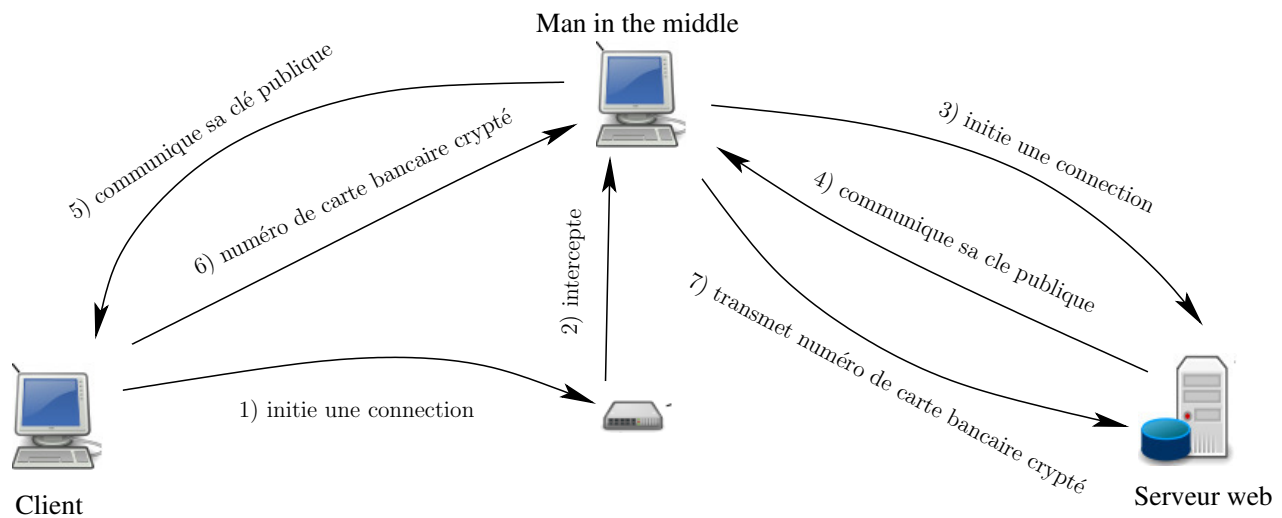 Man in the middle
5) communique sa clé publique
3) initie une connection
6) numéro de carte bancaire crypté
4) communique sa cle publique
2) intercepte
7) transmet numéro de carte bancaire crypté
1) initie une connection
Client
Serveur web